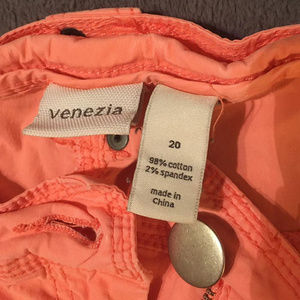 venezia
20
98% cotton
2% spandex
made in
China